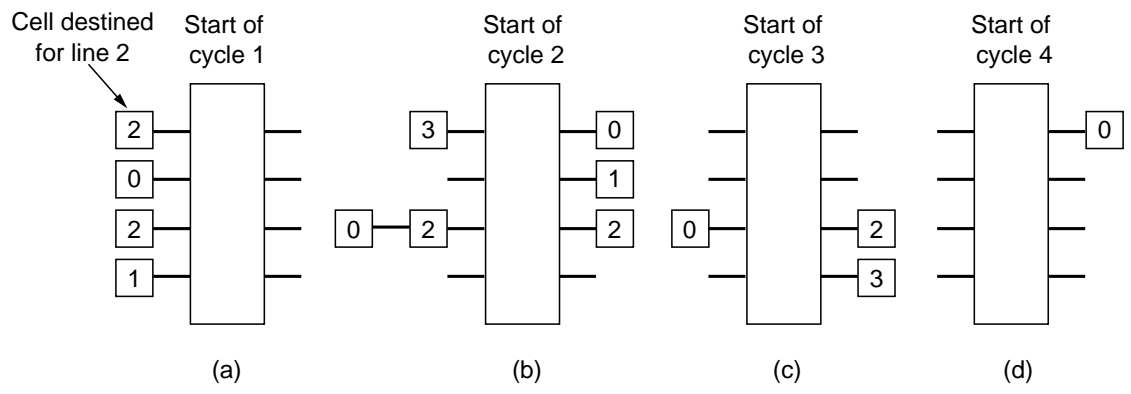 Cell destined
for line 2
Start of
cycle 1
Start of
cycle 2
Start of
cycle 3
Start of
cycle 4
2
0
2
1
3
0
1
0 2
2
0
2
3
0
(a)
(b)
(c)
(d)